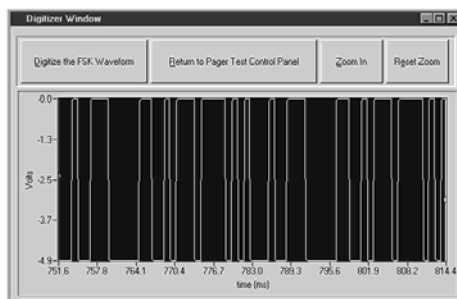 Digitizer Window
Digitize the FSK Waveform
Return to Pager Test Control Panel
Zoom In
Reset Zoom
-0.0
-1.3
-2.5
-3.7
-4.9
Volts
751.6 757.8 764.1 770.4 776.7 783.0 789.3 795.6 801.9 808.2 814.4
time (ms)